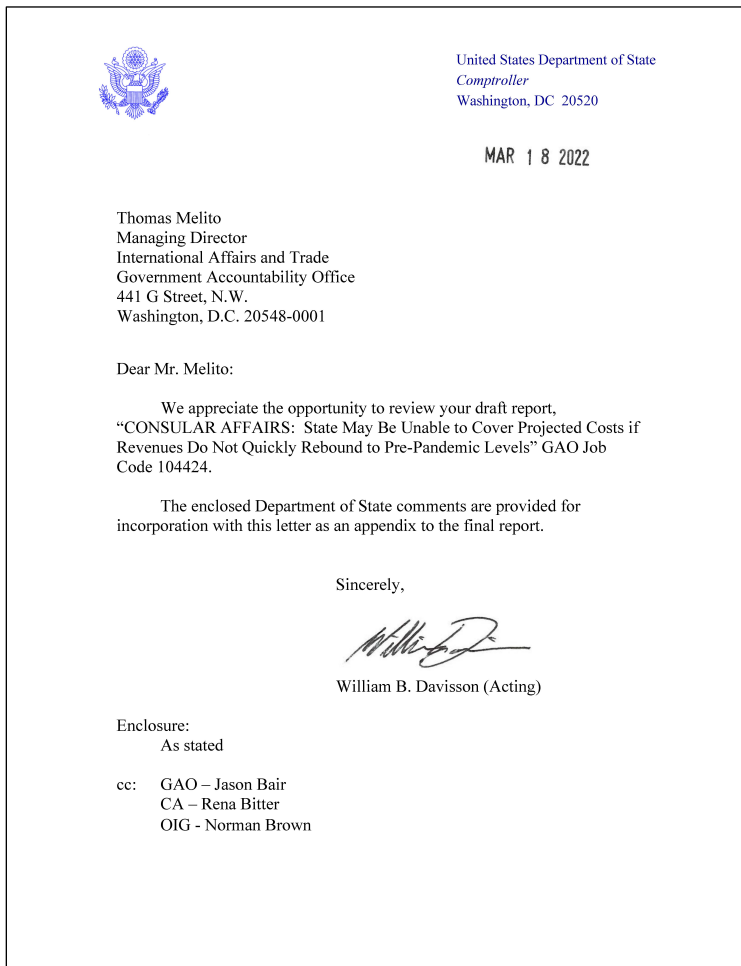 United States Department of State
Comptroller
Washington, DC 20520
MAR 18 2022
Thomas Melito
Managing Director
International Affairs and Trade
Government Accountability Office
441 G Street, N.W.
Washington, D.C. 20548-0001
Dear Mr. Melito:
We appreciate the opportunity to review your draft report,
“CONSULAR AFFAIRS: State May Be Unable to Cover Projected Costs if
Revenues Do Not Quickly Rebound to Pre-Pandemic Levels” GAO Job
Code 104424.
The enclosed Department of State comments are provided for
incorporation with this letter as an appendix to the final report.
Sincerely,
William B. Davisson (Acting)
Enclosure:
As stated
cc: GAO – Jason Bair
CA – Rena Bitter
OIG - Norman Brown